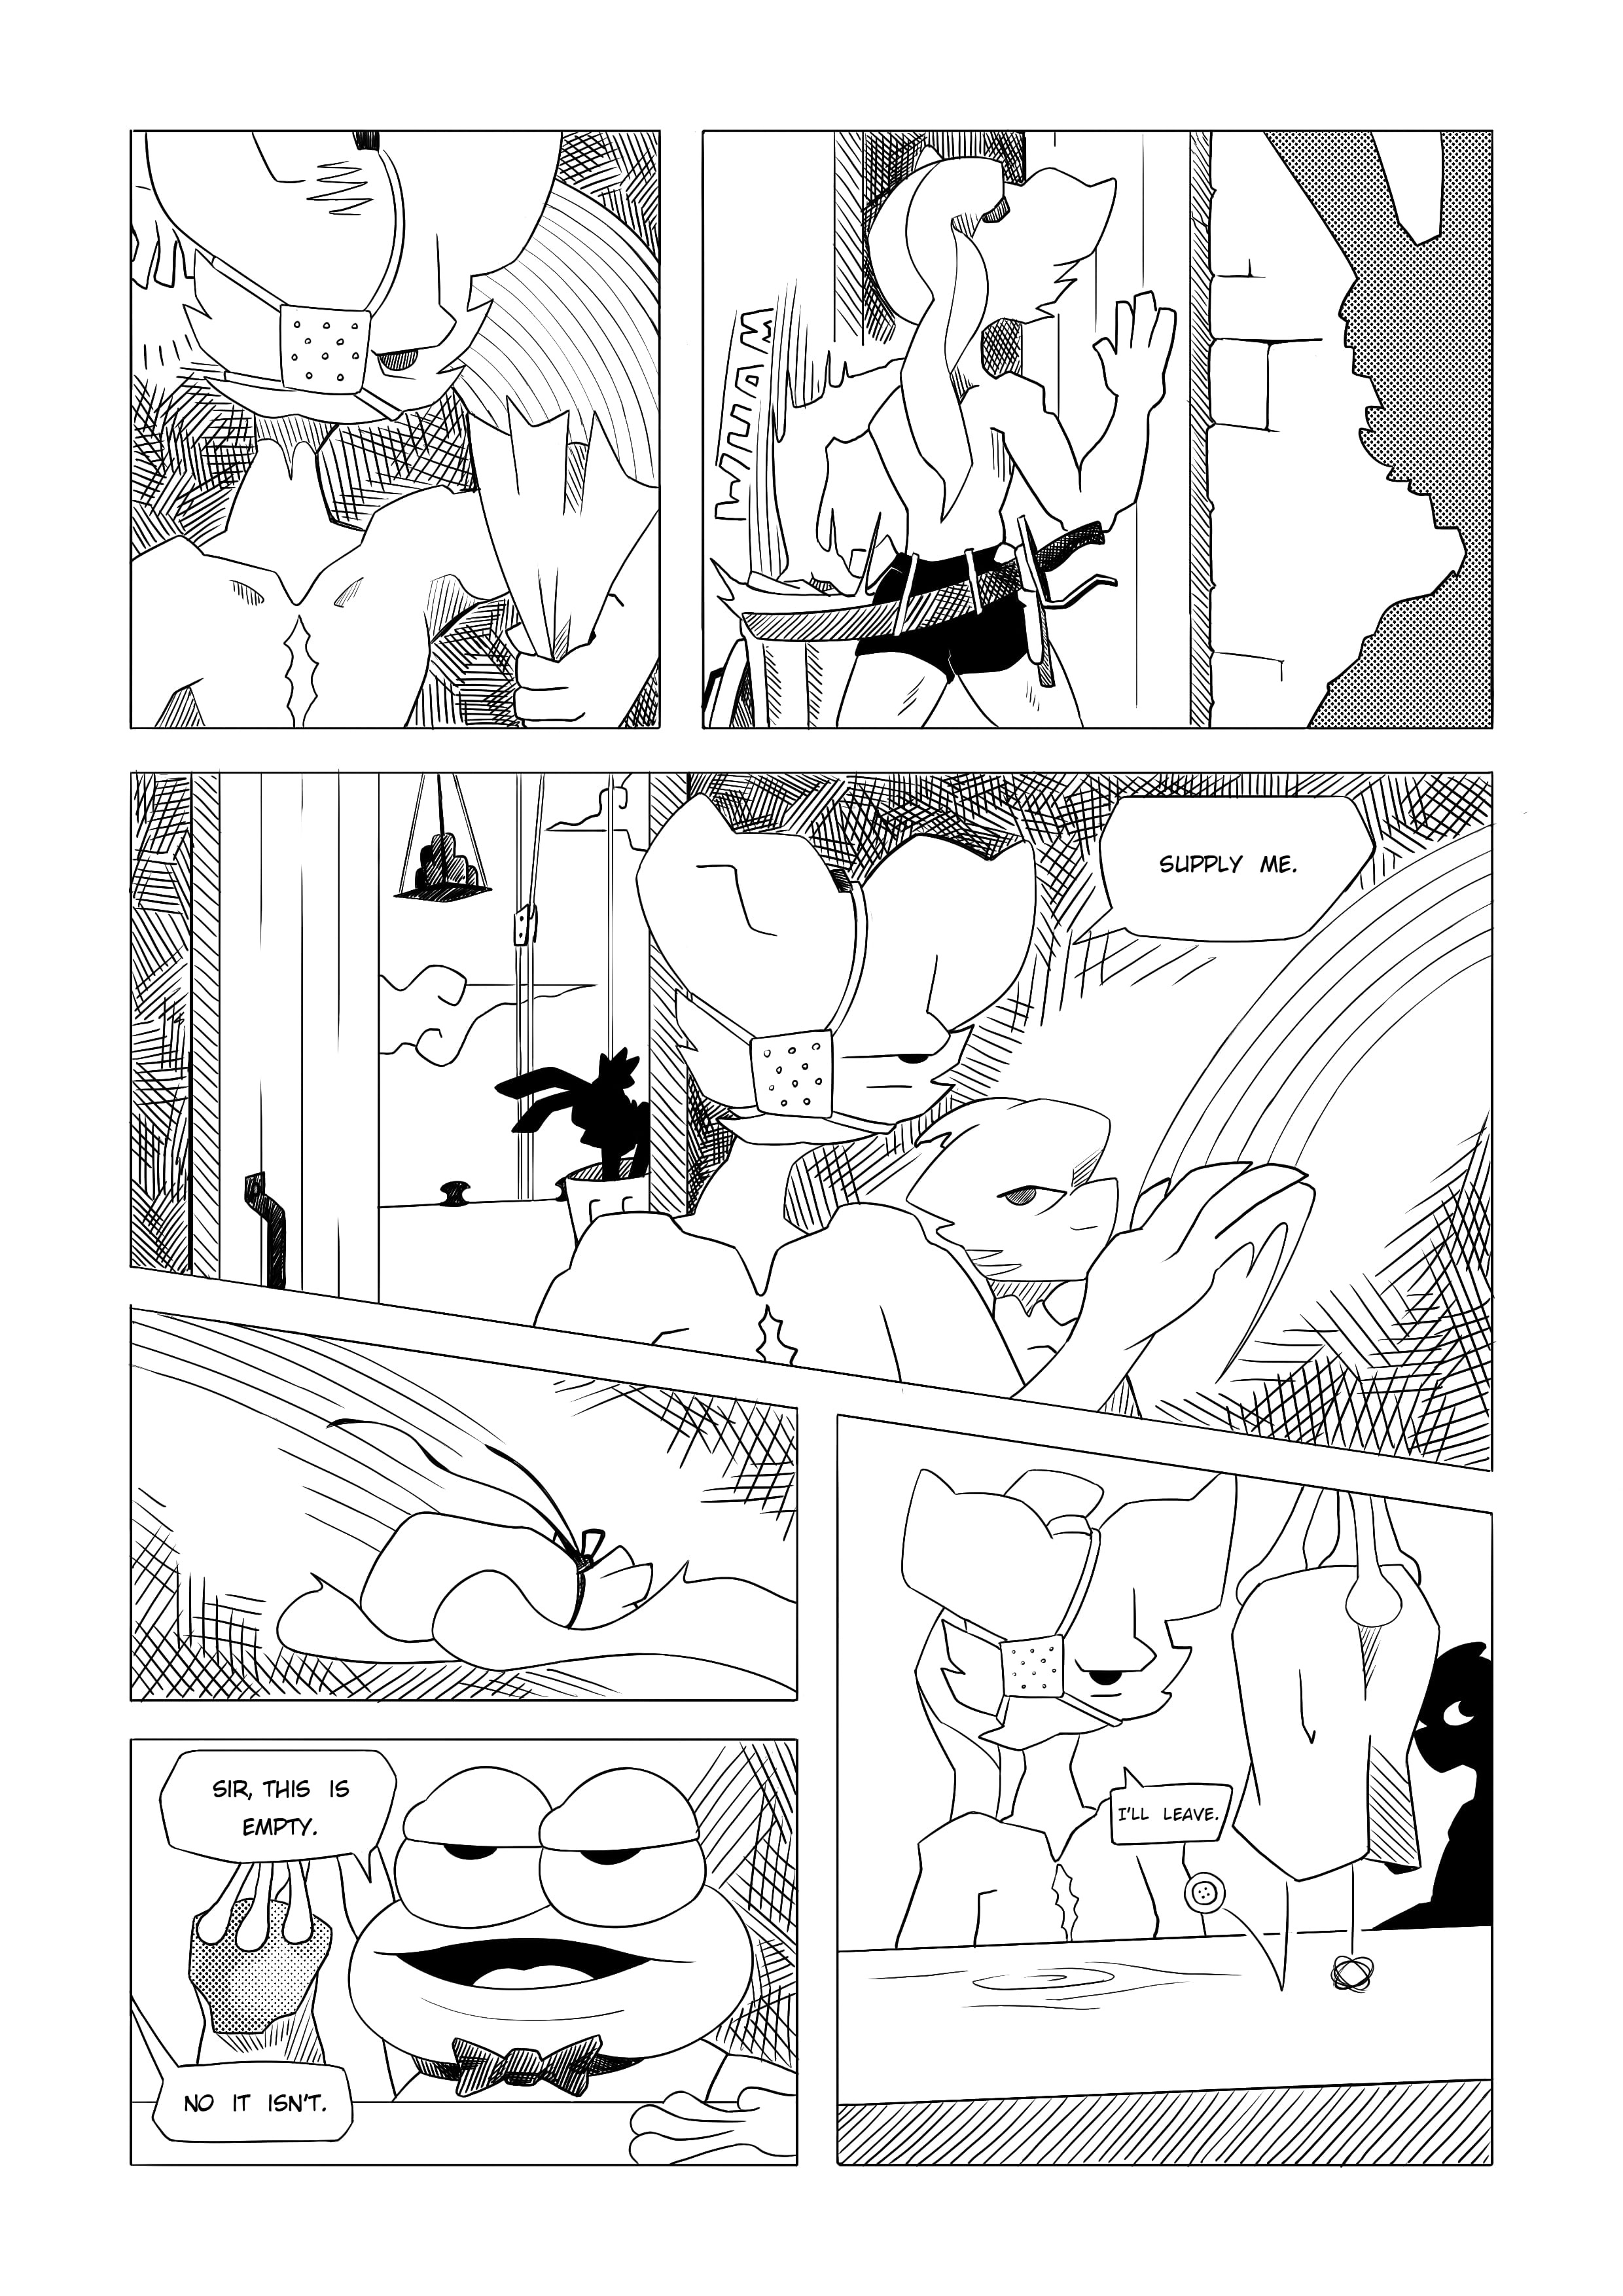 WHAM
SUPPLY ME.
SIR, THIS IS
EMPTY.
NO IT ISN'T.
I'LL LEAVE.